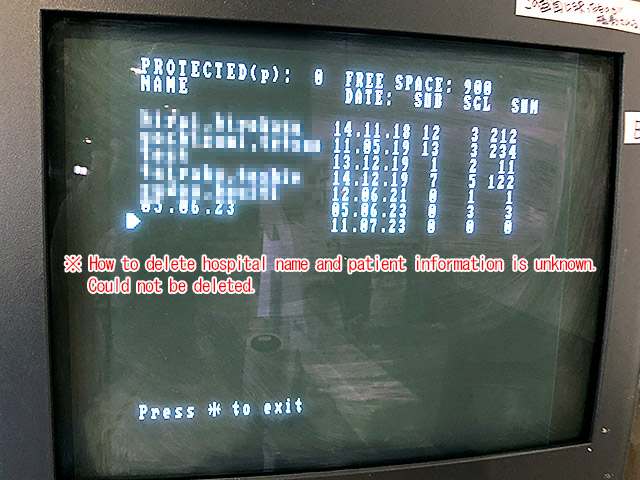 PROTECTED(p): 0 FREE SPACE: 900
NAME DATE: SUB SGL SUM
14.11.18 12 3 212
11.05.19 13 3 234
13.12.19 1 2 11
14.12.19 7 5 122
12.06.21 0 1 1
05.06.23 05.06.23 0 3 3
11.07.23 0 0 0
※ How to delete hospital name and patient information is unknown.
Could not be deleted.
Press * to exit